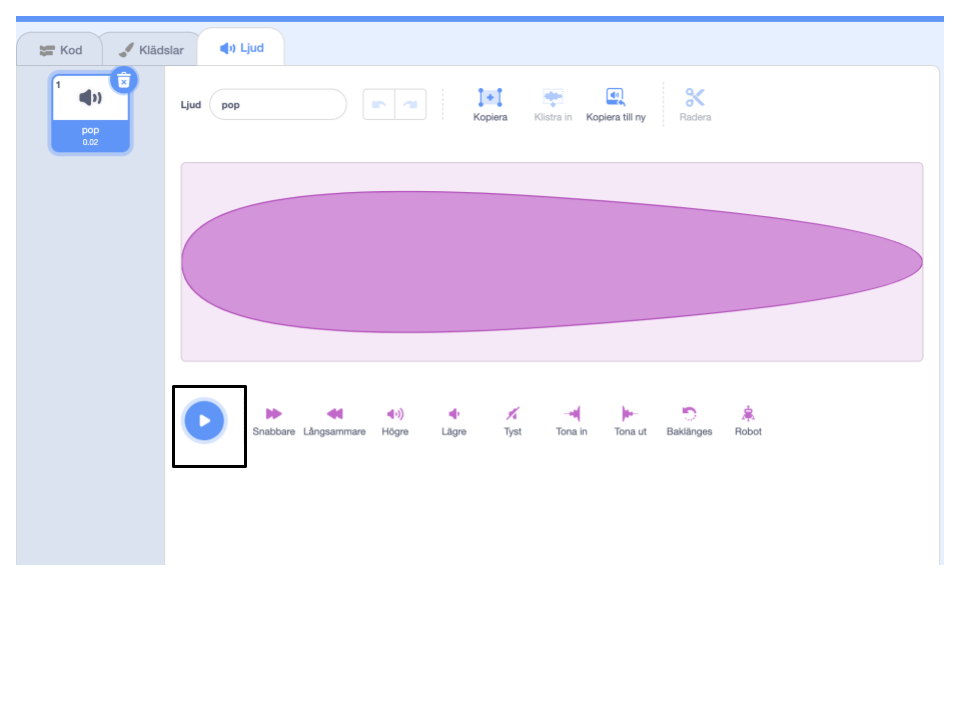 Kod
Klädslar
Ljud
1
pop
0.02
Ljud
pop
Kopiera
Klistra in
Kopiera till ny
Radera
Snabbare
Långsammare
Högre
Lägre
Tyst
Tona in
Tona ut
Baklänges
Robot